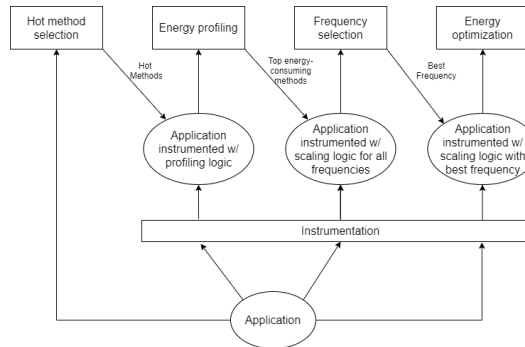 Hot method
selection
Energy profiling
Frequency
selection
Energy
optimization
Hot
Methods
Top energy-
consuming
methods
Best
Frequency
Application
instrumented w/
profiling logic
Application
instrumented w/
scaling logic for all
frequencies
Application
instrumented w/
scaling logic with
best frequency
Instrumentation
Application